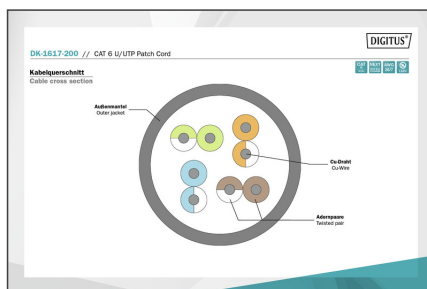 DIGITUS®
DK-1617-200 // CAT 6 U/UTP Patch Cord
Kabelquerschnitt
Cable cross section
Außenmantel
Outer jacket
Cu-Draht
Cu-Wire
Adernpaare
Twisted pair